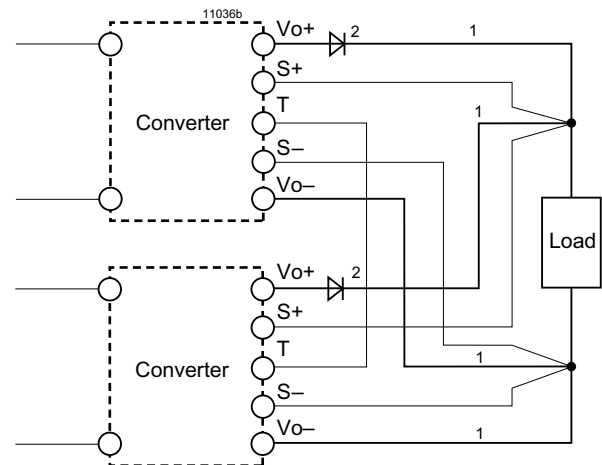 11036b
Vo+
2
1
S+
T
1
Converter
S–
Vo–
Load
Vo+
2
S+
T
1
Converter
S–
Vo–
1